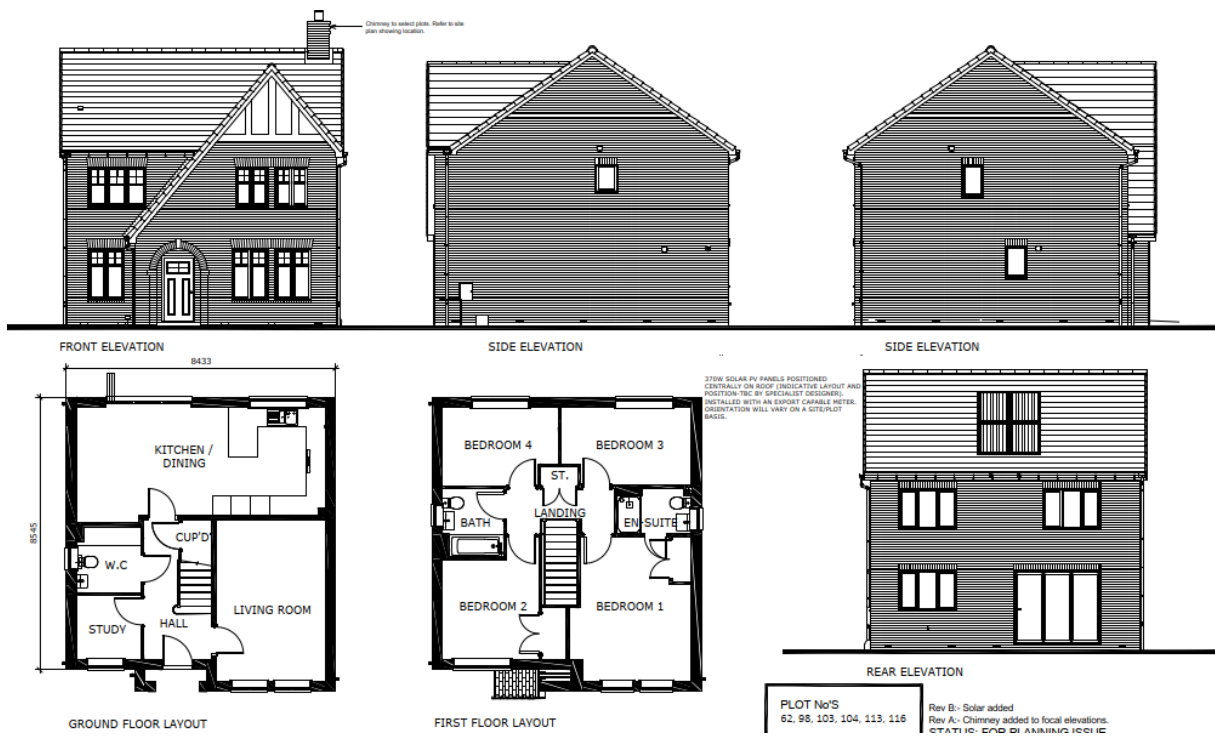 Chimney to select plots. Refer to site
plan showing location.
FRONT ELEVATION
SIDE ELEVATION
SIDE ELEVATION
8433
8545
KITCHEN /
DINING
CUP'D
W.C
LIVING ROOM
HALL
STUDY
GROUND FLOOR LAYOUT
BEDROOM 4
BEDROOM 3
ST.
LANDING
BATH
EN-SUITE
BEDROOM 2
BEDROOM 1
FIRST FLOOR LAYOUT
370W SOLAR PV PANELS POSITIONED
CENTRALLY ON ROOF (INDICATIVE LAYOUT AND
POSITION-TBC BY SPECIALIST DESIGNER).
INSTALLED WITH AN EXPORT CAPABLE METER.
ORIENTATION WILL VARY ON A SITE/PLOT
BASIS.
REAR ELEVATION
PLOT No'S
62, 98, 103, 104, 113, 116
Rev B:- Solar added
Rev A:- Chimney added to focal elevations.
STATUS: FOR PLANNING ISSUE